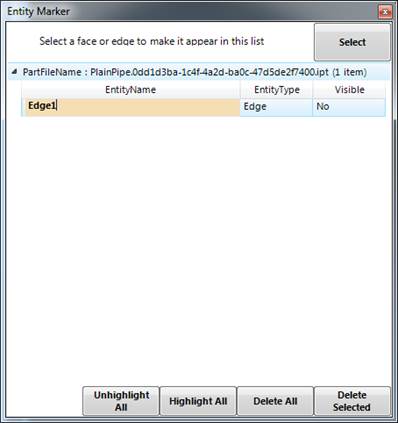 Entity Marker
Select a face or edge to make it appear in this list
Select
PartFileName : PlainPipe.0dd1d3ba-1c4f-4a2d-ba0c-47d5de2f7400.ipt (1 item)
EntityName EntityType Visible
Edge1 Edge No
Unhighlight All Highlight All Delete All Delete Selected